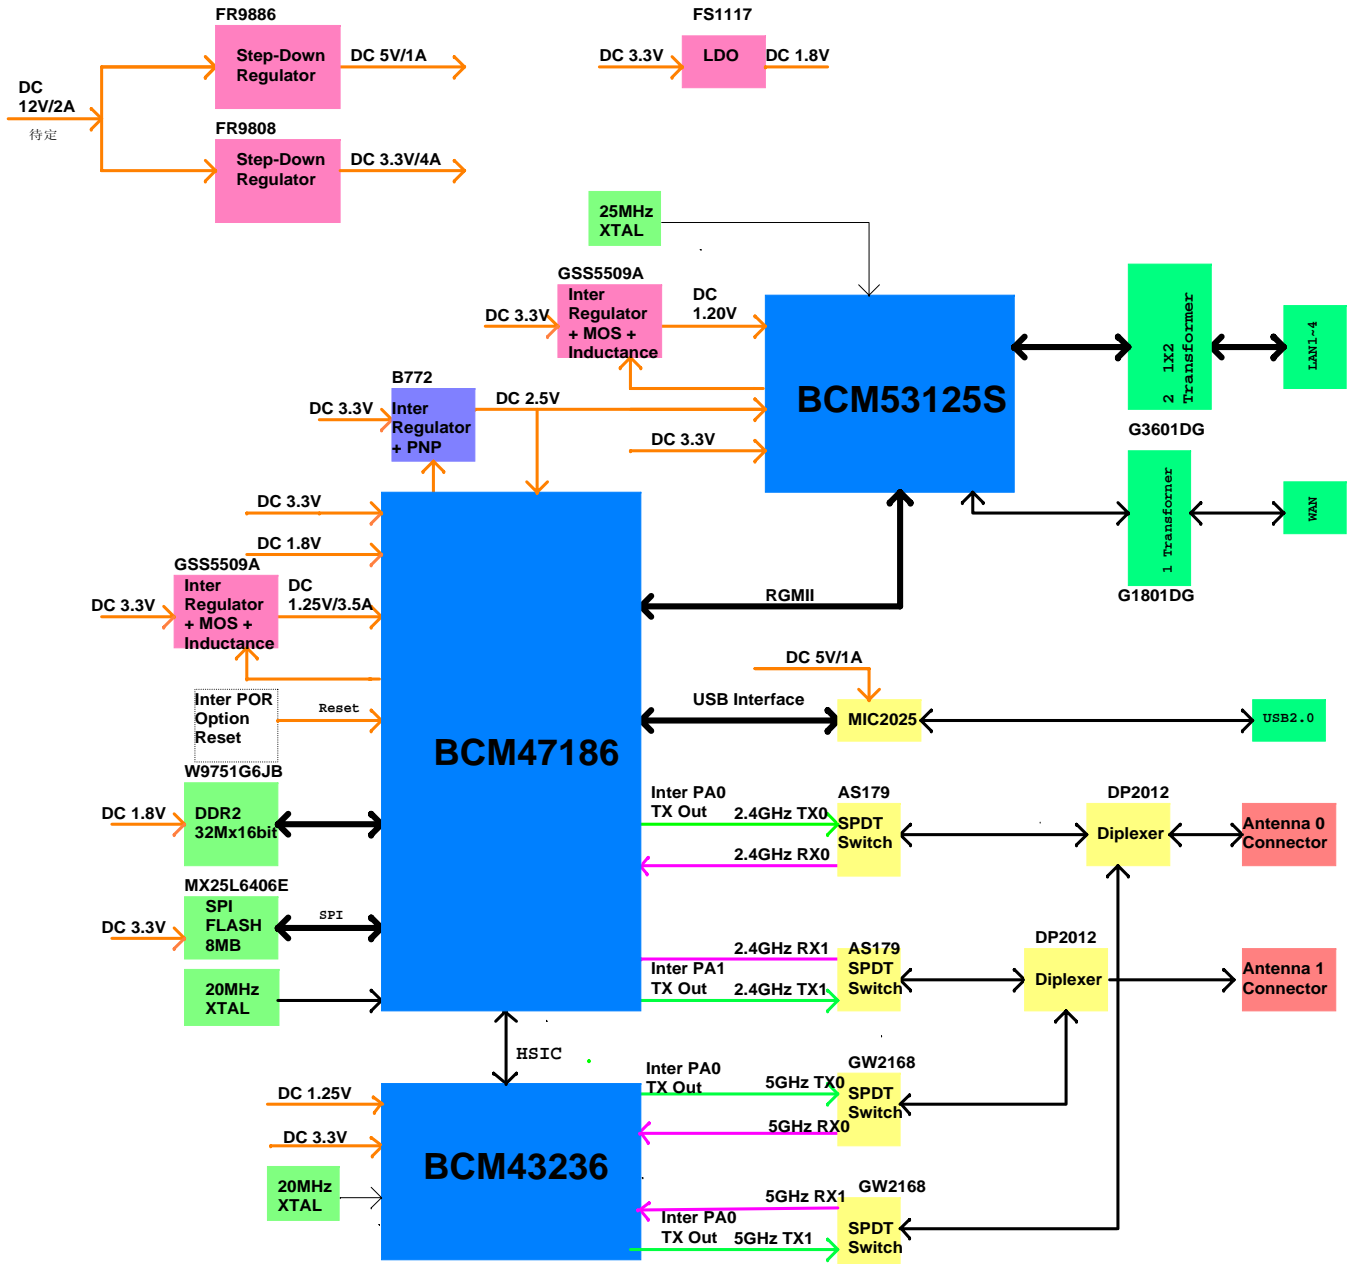 FR9886
Step-Down
Regulator
DC 5V/1A
DC
12V/2A
待定
FR9808
Step-Down
Regulator
DC 3.3V/4A
FS1117
DC 3.3V
LDO
DC 1.8V
25MHz
XTAL
GSS5509A
DC 3.3V
Inter
Regulator
+ MOS +
Inductance
DC
1.20V
B772
DC 3.3V
Inter
Regulator
+ PNP
DC 2.5V
DC 3.3V
BCM53125S
2 1X2
Transformer
G3601DG
LAN1~4
1 Transforner
G1801DG
WAN
DC 3.3V
DC 1.8V
GSS5509A
DC 3.3V
Inter
Regulator
+ MOS +
Inductance
DC
1.25V/3.5A
RGMII
Inter POR
Option
Reset
Reset
BCM47186
DC 5V/1A
USB Interface
MIC2025
USB2.0
W9751G6JB
DC 1.8V
DDR2
32Mx16bit
MX25L6406E
DC 3.3V
SPI
FLASH
8MB
SPI
20MHz
XTAL
Inter PA0
TX Out
2.4GHz TX0
2.4GHz RX0
AS179
SPDT
Switch
DP2012
Diplexer
Antenna 0
Connector
2.4GHz RX1
Inter PA1
TX Out
2.4GHz TX1
AS179
SPDT
Switch
DP2012
Diplexer
Antenna 1
Connector
HSIC
DC 1.25V
DC 3.3V
20MHz
XTAL
BCM43236
Inter PA0
TX Out
5GHz TX0
5GHz RX0
GW2168
SPDT
Switch
5GHz RX1
Inter PA0
TX Out
5GHz TX1
GW2168
SPDT
Switch